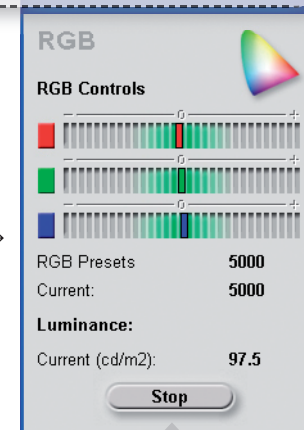 RGB
RGB Controls
- 0 +
- 0 +
- 0 +
RGB Presets 5000
Current: 5000
Luminance:
Current (cd/m2): 97.5
Stop